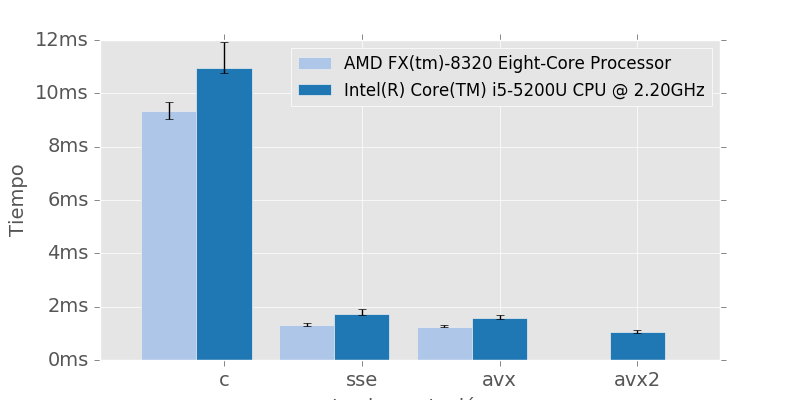 12ms
10ms
8ms
6ms
4ms
2ms
0ms
Tiempo
AMD FX(tm)-8320 Eight-Core Processor
Intel(R) Core(TM) i5-5200U CPU @ 2.20GHz
c sse avx avx2